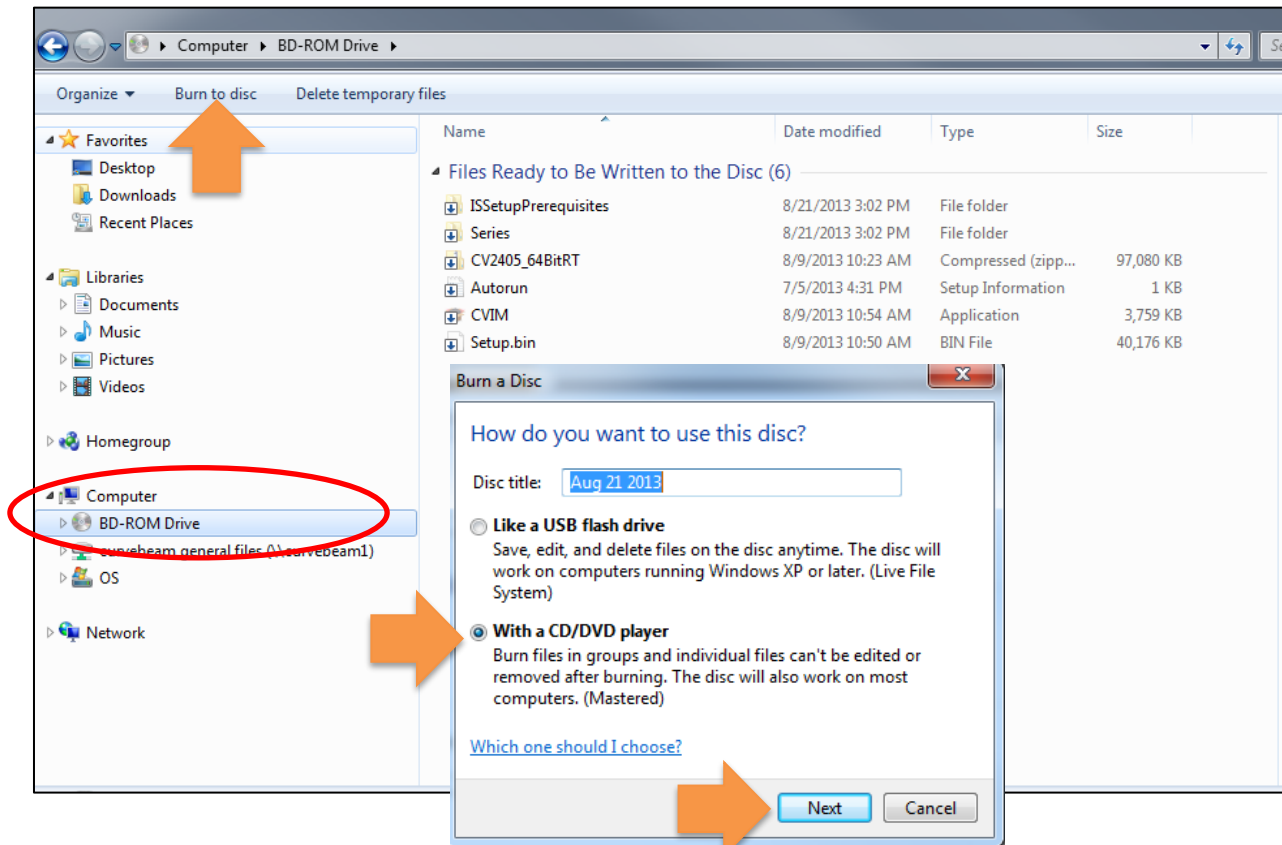 Computer ▸ BD-ROM Drive ▸
Organize ▾ Burn to disc Delete temporary files
Favorites
Desktop
Downloads
Recent Places
Libraries
Documents
Music
Pictures
Videos
Homegroup
Computer
BD-ROM Drive
curvebeam general files (\\curvebeam1)
OS
Network
Name Date modified Type Size
Files Ready to Be Written to the Disc (6)
ISSetupPrerequisites 8/21/2013 3:02 PM File folder
Series 8/21/2013 3:02 PM File folder
CV2405_64BitRT 8/9/2013 10:23 AM Compressed (zipp... 97,080 KB
Autorun 7/5/2013 4:31 PM Setup Information 1 KB
CVIM 8/9/2013 10:54 AM Application 3,759 KB
Setup.bin 8/9/2013 10:50 AM BIN File 40,176 KB
Burn a Disc
How do you want to use this disc?
Disc title: Aug 21 2013
Like a USB flash drive
Save, edit, and delete files on the disc anytime. The disc will
work on computers running Windows XP or later. (Live File
System)
With a CD/DVD player
Burn files in groups and individual files can't be edited or
removed after burning. The disc will also work on most
computers. (Mastered)
Which one should I choose?
Next Cancel